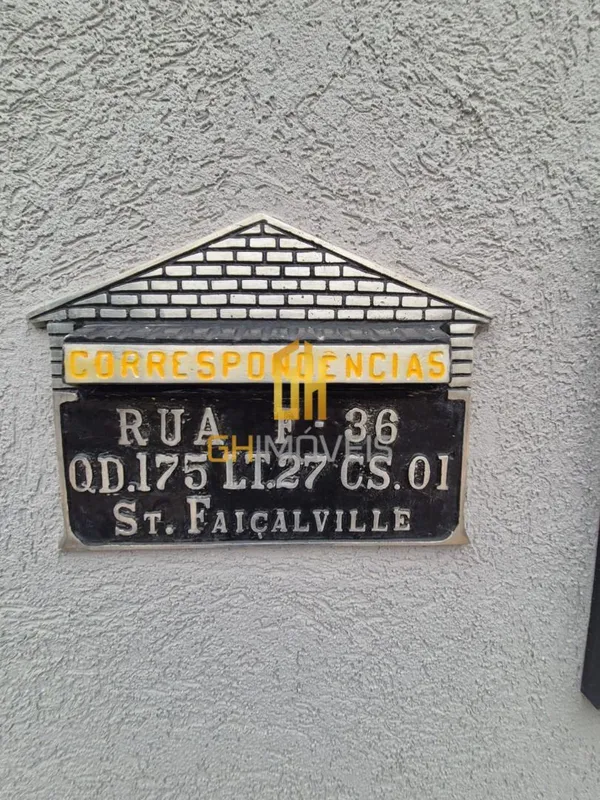 CORRESPONDÊNCIAS
RUA F-36
GHIMÓVEIS
QD.175 LT.27 CS.01
ST. FAIÇALVILLE